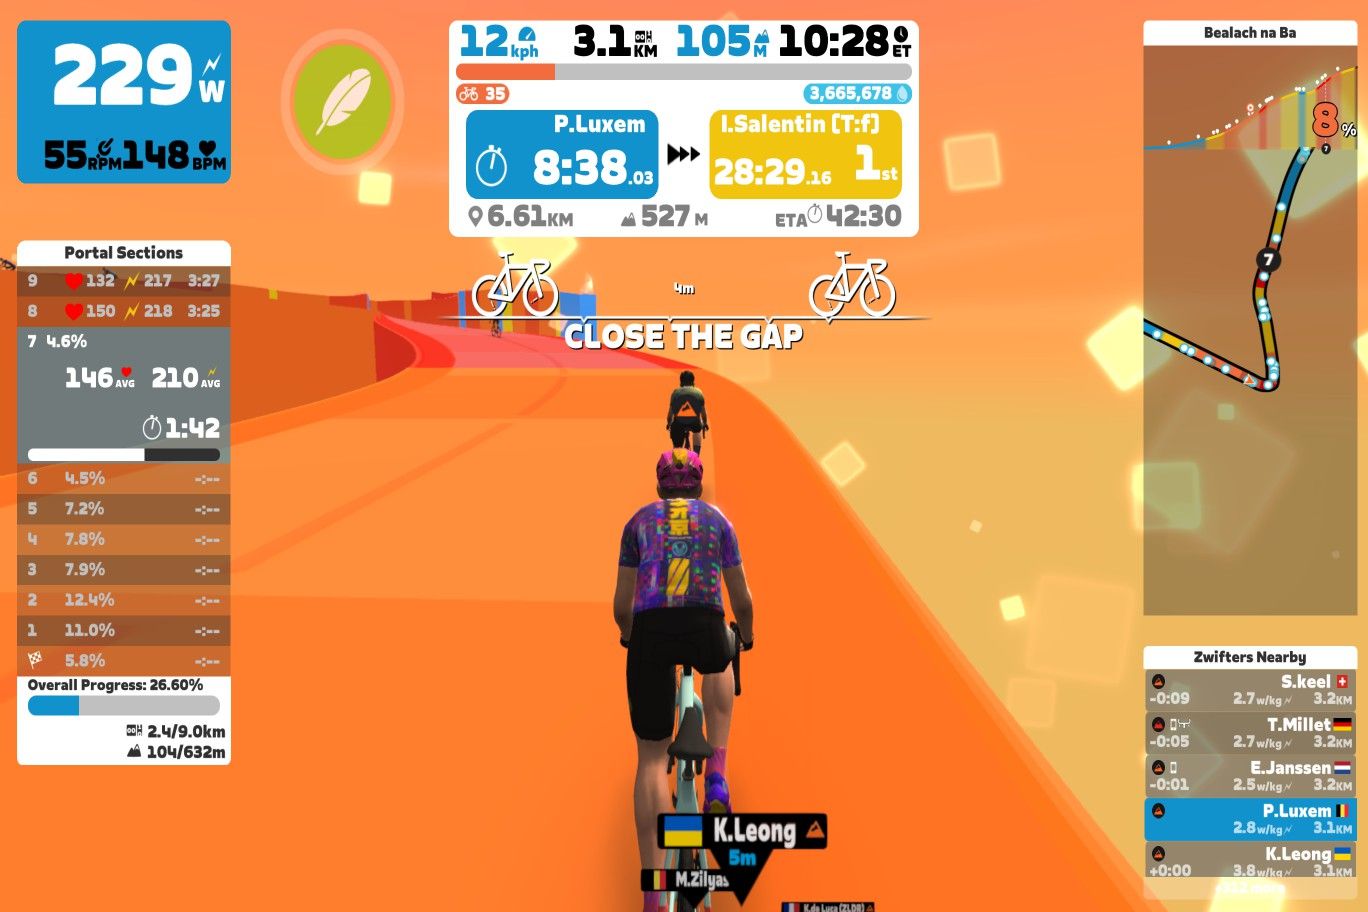 229 W
55 RPM 148 BPM
12 kph 3.1 KM 105 M 10:28 ET
35 3,665,678
P.Luxem
8:38.03
I.Salentin (T:f)
28:29.16 1st
6.61KM 527 M ETA 42:30
4m
CLOSE THE GAP
Portal Sections
9 132 217 3:27
8 150 218 3:25
7 4.6%
146 AVG 210 AVG
1:42
6 4.5% -:--
5 7.2% -:--
4 7.8% -:--
3 7.9% -:--
2 12.4% -:--
1 11.0% -:--
5.8% -:--
Overall Progress: 26.60%
2.4/9.0km
104/632m
Bealach na Ba
8%
7
7
Zwifters Nearby
S.keel
-0:09 2.7w/kg 3.2KM
T.Millet
-0:05 2.7w/kg 3.2KM
E.Janssen
-0:01 2.5w/kg 3.2KM
P.Luxem
2.8w/kg 3.1KM
K.Leong
+0:00 3.8w/kg 3.1KM
K.Leong
5m
M.Zilyas
K.de Luca (ZLDR)